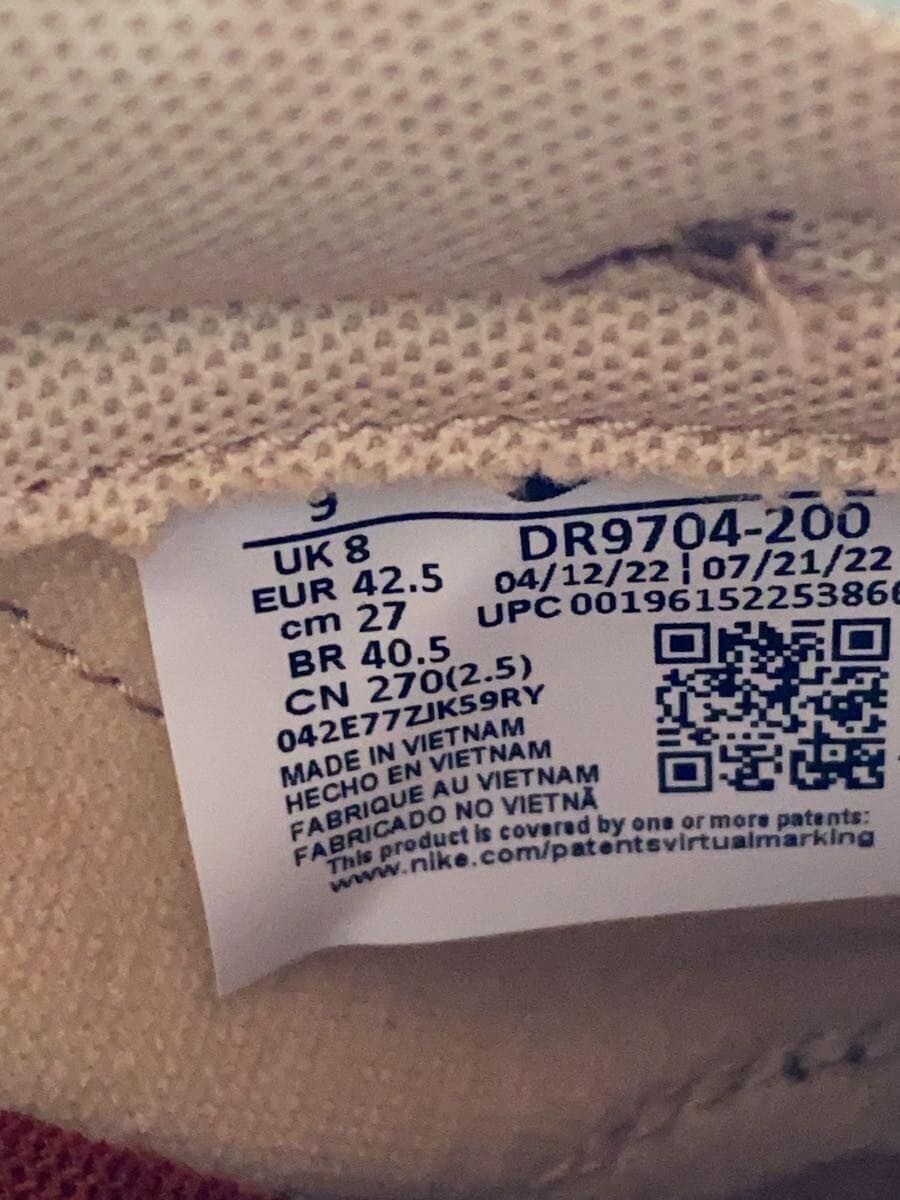 9
UK 8
EUR 42.5
cm 27
BR 40.5
CN 270(2.5)
042E77ZJK59RY
MADE IN VIETNAM
HECHO EN VIETNAM
FABRIQUE AU VIETNAM
FABRICADO NO VIETNÃ
This product is covered by one or more patents:
www.nike.com/patentsvirtualmarking
DR9704-200
04/12/22 ¦ 07/21/22
UPC